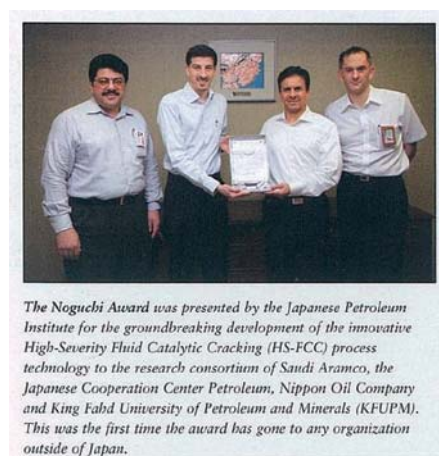 The Noguchi Award was presented by the Japanese Petroleum
Institute for the groundbreaking development of the innovative
High-Severity Fluid Catalytic Cracking (HS-FCC) process
technology to the research consortium of Saudi Aramco, the
Japanese Cooperation Center Petroleum, Nippon Oil Company
and King Fahd University of Petroleum and Minerals (KFUPM).
This was the first time the award has gone to any organization
outside of Japan.